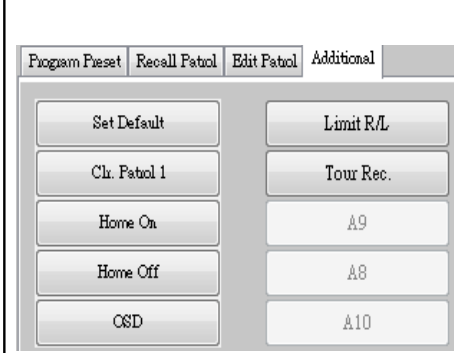 Program Preset Recall Patrol Edit Patrol Additional
Set Default Limit R/L
Clr. Patrol 1 Tour Rec.
Home On A9
Home Off A8
OSD A10